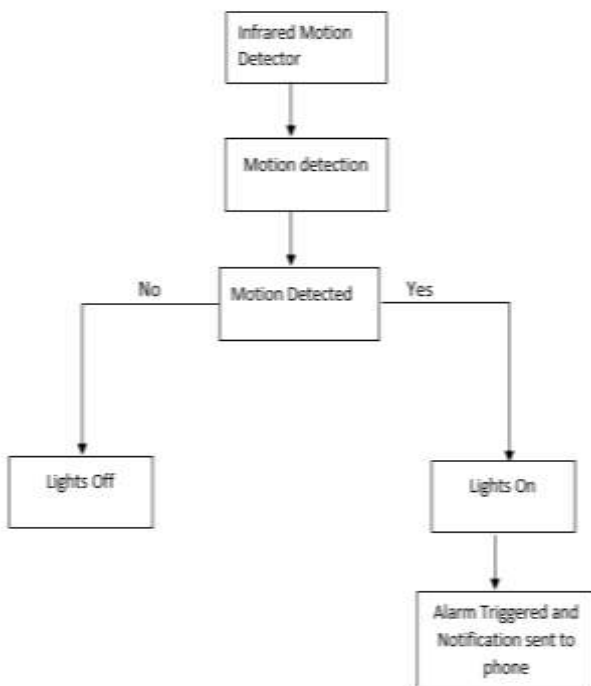 Infrared Motion
Detector
Motion detection
No
Motion Detected
Yes
Lights Off
Lights On
Alarm Triggered and
Notification sent to
phone